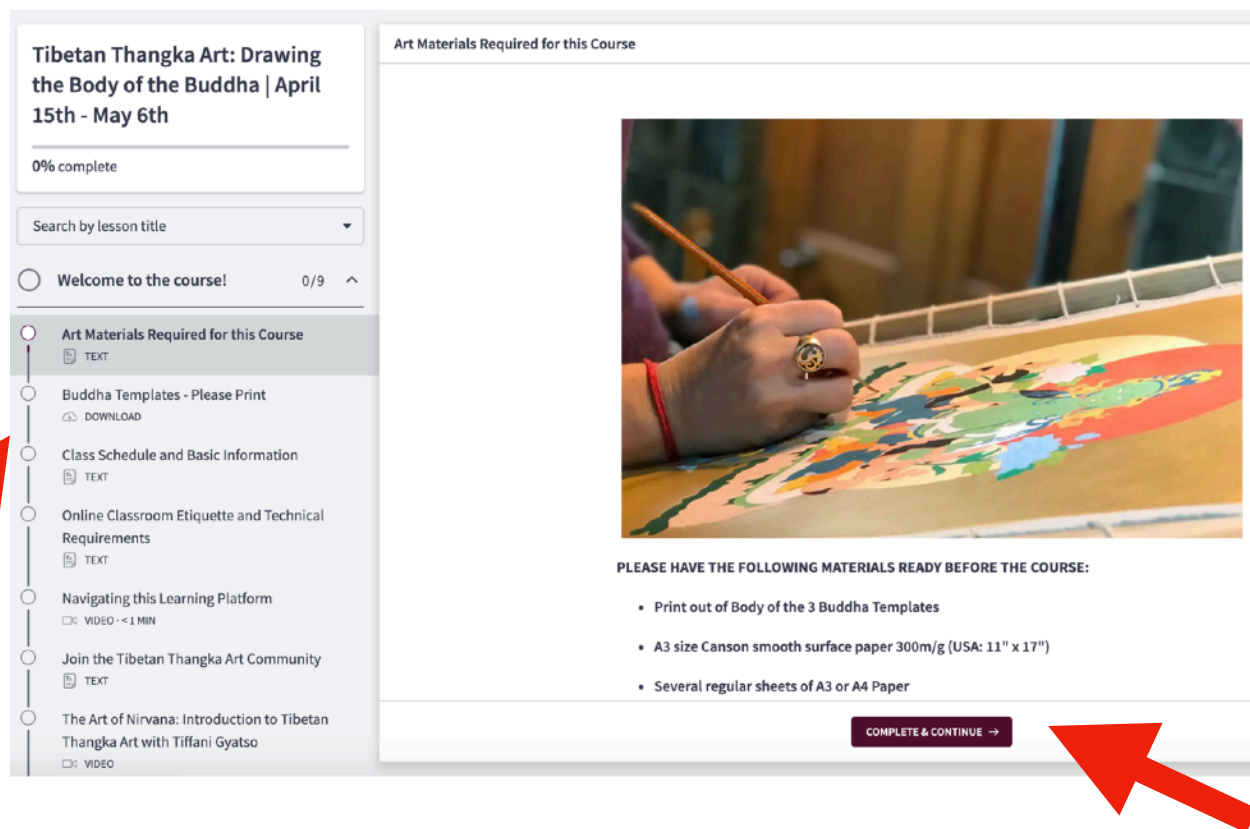 Tibetan Thangka Art: Drawing
the Body of the Buddha | April
15th - May 6th
0% complete
Search by lesson title
Welcome to the course! 0/9
Art Materials Required for this Course
TEXT
Buddha Templates - Please Print
DOWNLOAD
Class Schedule and Basic Information
TEXT
Online Classroom Etiquette and Technical
Requirements
TEXT
Navigating this Learning Platform
VIDEO · < 1 MIN
Join the Tibetan Thangka Art Community
TEXT
The Art of Nirvana: Introduction to Tibetan
Thangka Art with Tiffani Gyatso
VIDEO
Art Materials Required for this Course
PLEASE HAVE THE FOLLOWING MATERIALS READY BEFORE THE COURSE:
• Print out of Body of the 3 Buddha Templates
• A3 size Canson smooth surface paper 300m/g (USA: 11" x 17")
• Several regular sheets of A3 or A4 Paper
COMPLETE & CONTINUE →